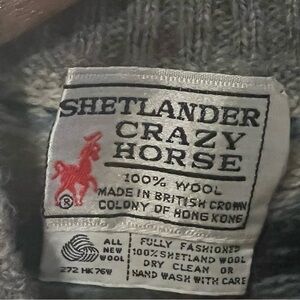 SHETLANDER
CRAZY
HORSE
®
100% WOOL
MADE IN BRITISH CROWN
COLONY OF HONG KONG
ALL
NEW
WOOL
272 HK 76W
FULLY FASHIONED
100% SHETLAND WOOL
DRY CLEAN OR
HAND WASH WITH CARE